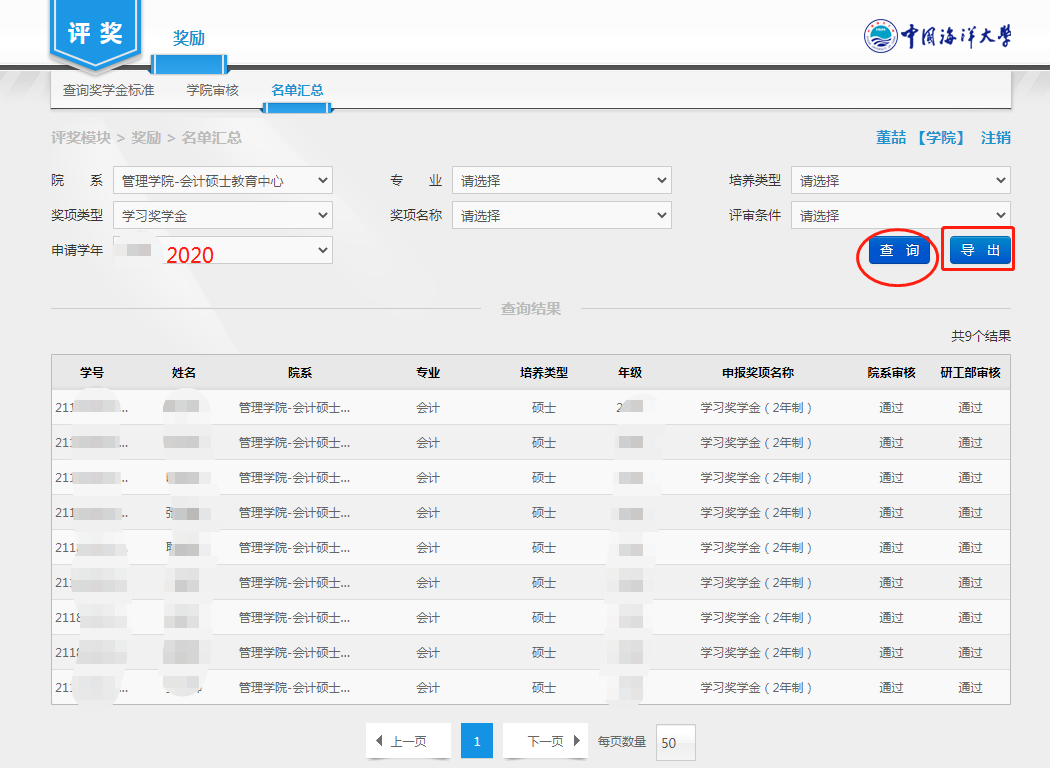 评 奖
奖励
中国海洋大学
查询奖学金标准 学院审核 名单汇总
评奖模块 > 奖励 > 名单汇总
董喆 【学院】 注销
院 系 管理学院-会计硕士教育中心 专 业 请选择 培养类型 请选择
奖项类型 学习奖学金 奖项名称 请选择 评审条件 请选择
申请学年 2020 查 询 导 出
查询结果
共9个结果
学号 姓名 院系 专业 培养类型 年级 申报奖项名称 院系审核 研工部审核
211 ... 管理学院-会计硕士... 会计 硕士 2 学习奖学金(2年制) 通过 通过
211 ... 管理学院-会计硕士... 会计 硕士 学习奖学金(2年制) 通过 通过
211 ... 管理学院-会计硕士... 会计 硕士 学习奖学金(2年制) 通过 通过
211 ... 张 管理学院-会计硕士... 会计 硕士 学习奖学金(2年制) 通过 通过
211 管理学院-会计硕士... 会计 硕士 学习奖学金(2年制) 通过 通过
211 管理学院-会计硕士... 会计 硕士 学习奖学金(2年制) 通过 通过
2118 管理学院-会计硕士... 会计 硕士 学习奖学金(2年制) 通过 通过
2118 管理学院-会计硕士... 会计 硕士 学习奖学金(2年制) 通过 通过
211 ... 管理学院-会计硕士... 会计 硕士 学习奖学金(2年制) 通过 通过
上一页 1 下一页 每页数量 50